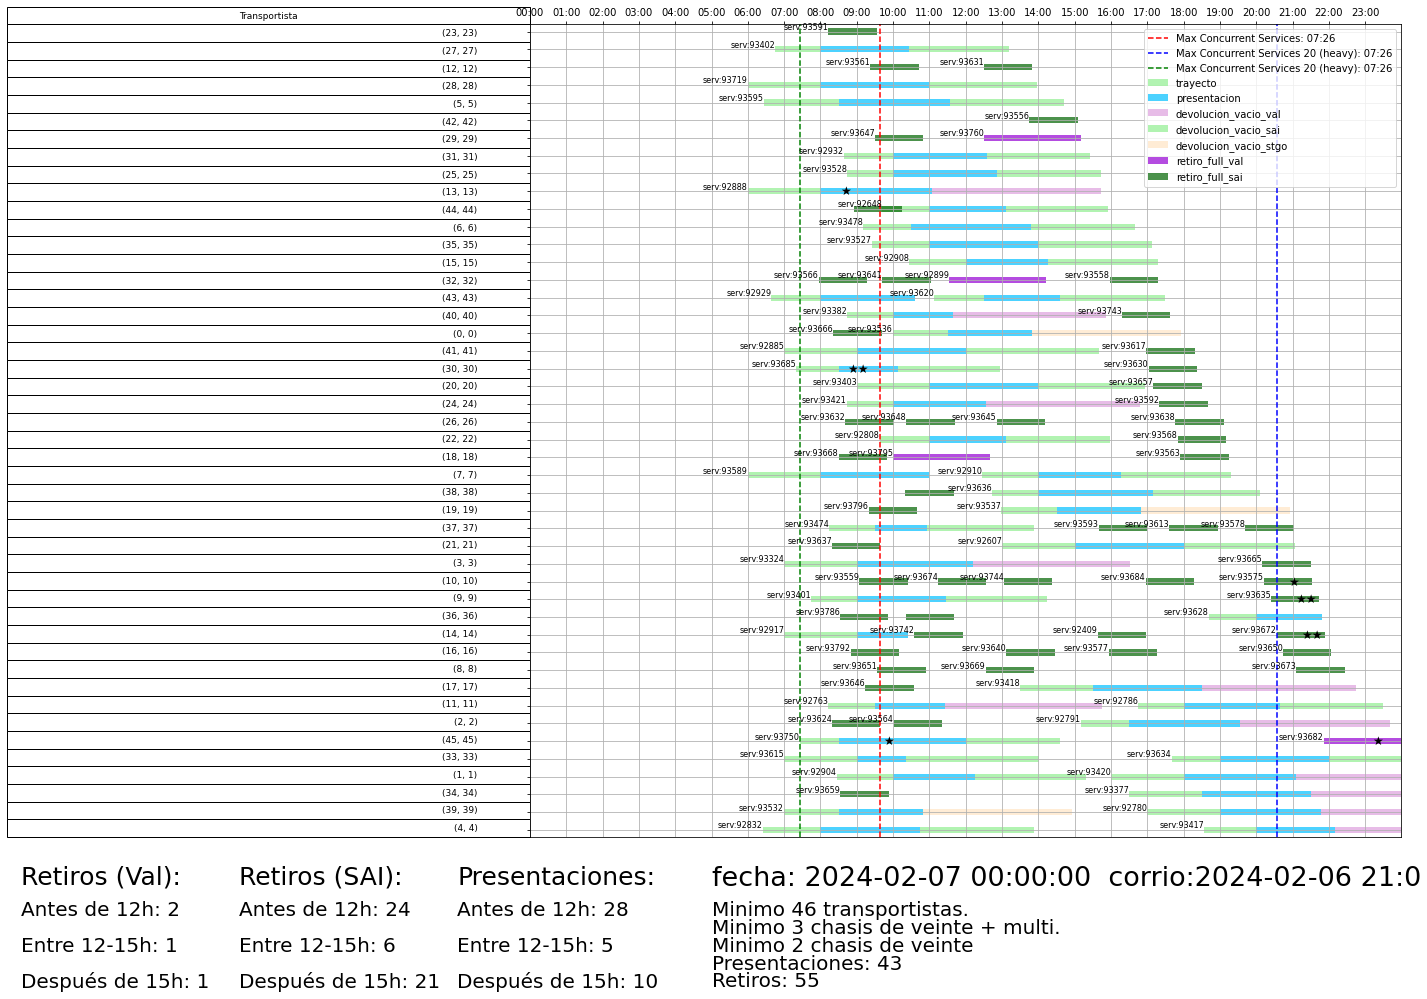 Transportista
00:00 01:00 02:00 03:00 04:00 05:00 06:00 07:00 08:00 09:00 10:00 11:00 12:00 13:00 14:00 15:00 16:00 17:00 18:00 19:00 20:00 21:00 22:00 23:00
Max Concurrent Services: 07:26
Max Concurrent Services 20 (heavy): 07:26
Max Concurrent Services 20 (heavy): 07:26
trayecto
presentacion
devolucion_vacio_val
devolucion_vacio_sai
devolucion_vacio_stgo
retiro_full_val
retiro_full_sai
(23, 23) serv:93591
(27, 27) serv:93402
(12, 12) serv:93561 serv:93631
(28, 28) serv:93719
(5, 5) serv:93595
(42, 42) serv:93556
(29, 29) serv:93647 serv:93760
(31, 31) serv:92932
(25, 25) serv:93528
(13, 13) serv:92888
(44, 44) serv:92648
(6, 6) serv:93478
(35, 35) serv:93527
(15, 15) serv:92908
(32, 32) serv:93566 serv:93641 serv:92899 serv:93558
(43, 43) serv:92929 serv:93620
(40, 40) serv:93382 serv:93743
(0, 0) serv:93666 serv:93536
(41, 41) serv:92885 serv:93617
(30, 30) serv:93685 serv:93630
(20, 20) serv:93403 serv:93657
(24, 24) serv:93421 serv:93592
(26, 26) serv:93632 serv:93648 serv:93645 serv:93638
(22, 22) serv:92808 serv:93568
(18, 18) serv:93668 serv:93795 serv:93563
(7, 7) serv:93589 serv:92910
(38, 38) serv:93636
(19, 19) serv:93796 serv:93537
(37, 37) serv:93474 serv:93593 serv:93613 serv:93578
(21, 21) serv:93637 serv:92607
(3, 3) serv:93324 serv:93665
(10, 10) serv:93559 serv:93674 serv:93744 serv:93684 serv:93575
(9, 9) serv:93401 serv:93635
(36, 36) serv:93786 serv:93628
(14, 14) serv:92917 serv:93742 serv:92409 serv:93672
(16, 16) serv:93792 serv:93640 serv:93577 serv:93650
(8, 8) serv:93651 serv:93669 serv:93673
(17, 17) serv:93646 serv:93418
(11, 11) serv:92763 serv:92786
(2, 2) serv:93624 serv:93564 serv:92791
(45, 45) serv:93750 serv:93682
(33, 33) serv:93615 serv:93634
(1, 1) serv:92904 serv:93420
(34, 34) serv:93659 serv:93377
(39, 39) serv:93532 serv:92780
(4, 4) serv:92832 serv:93417
Retiros (Val):
Antes de 12h: 2
Entre 12-15h: 1
Después de 15h: 1
Retiros (SAI):
Antes de 12h: 24
Entre 12-15h: 6
Después de 15h: 21
Presentaciones:
Antes de 12h: 28
Entre 12-15h: 5
Después de 15h: 10
fecha: 2024-02-07 00:00:00 corrio:2024-02-06 21:0
Minimo 46 transportistas.
Minimo 3 chasis de veinte + multi.
Minimo 2 chasis de veinte
Presentaciones: 43
Retiros: 55